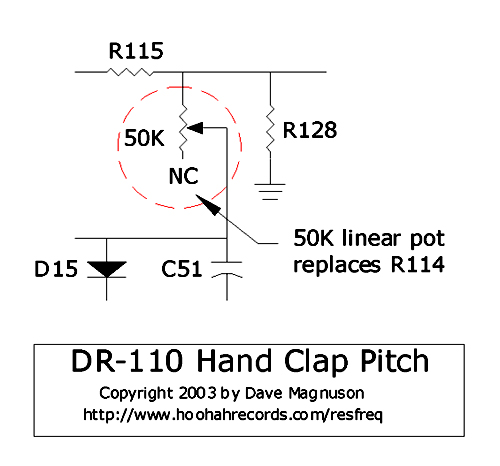 R115
50K
R128
NC
50K linear pot
replaces R114
D15
C51
DR-110 Hand Clap Pitch
Copyright 2003 by Dave Magnuson
http://www.hoohahrecords.com/resfreq